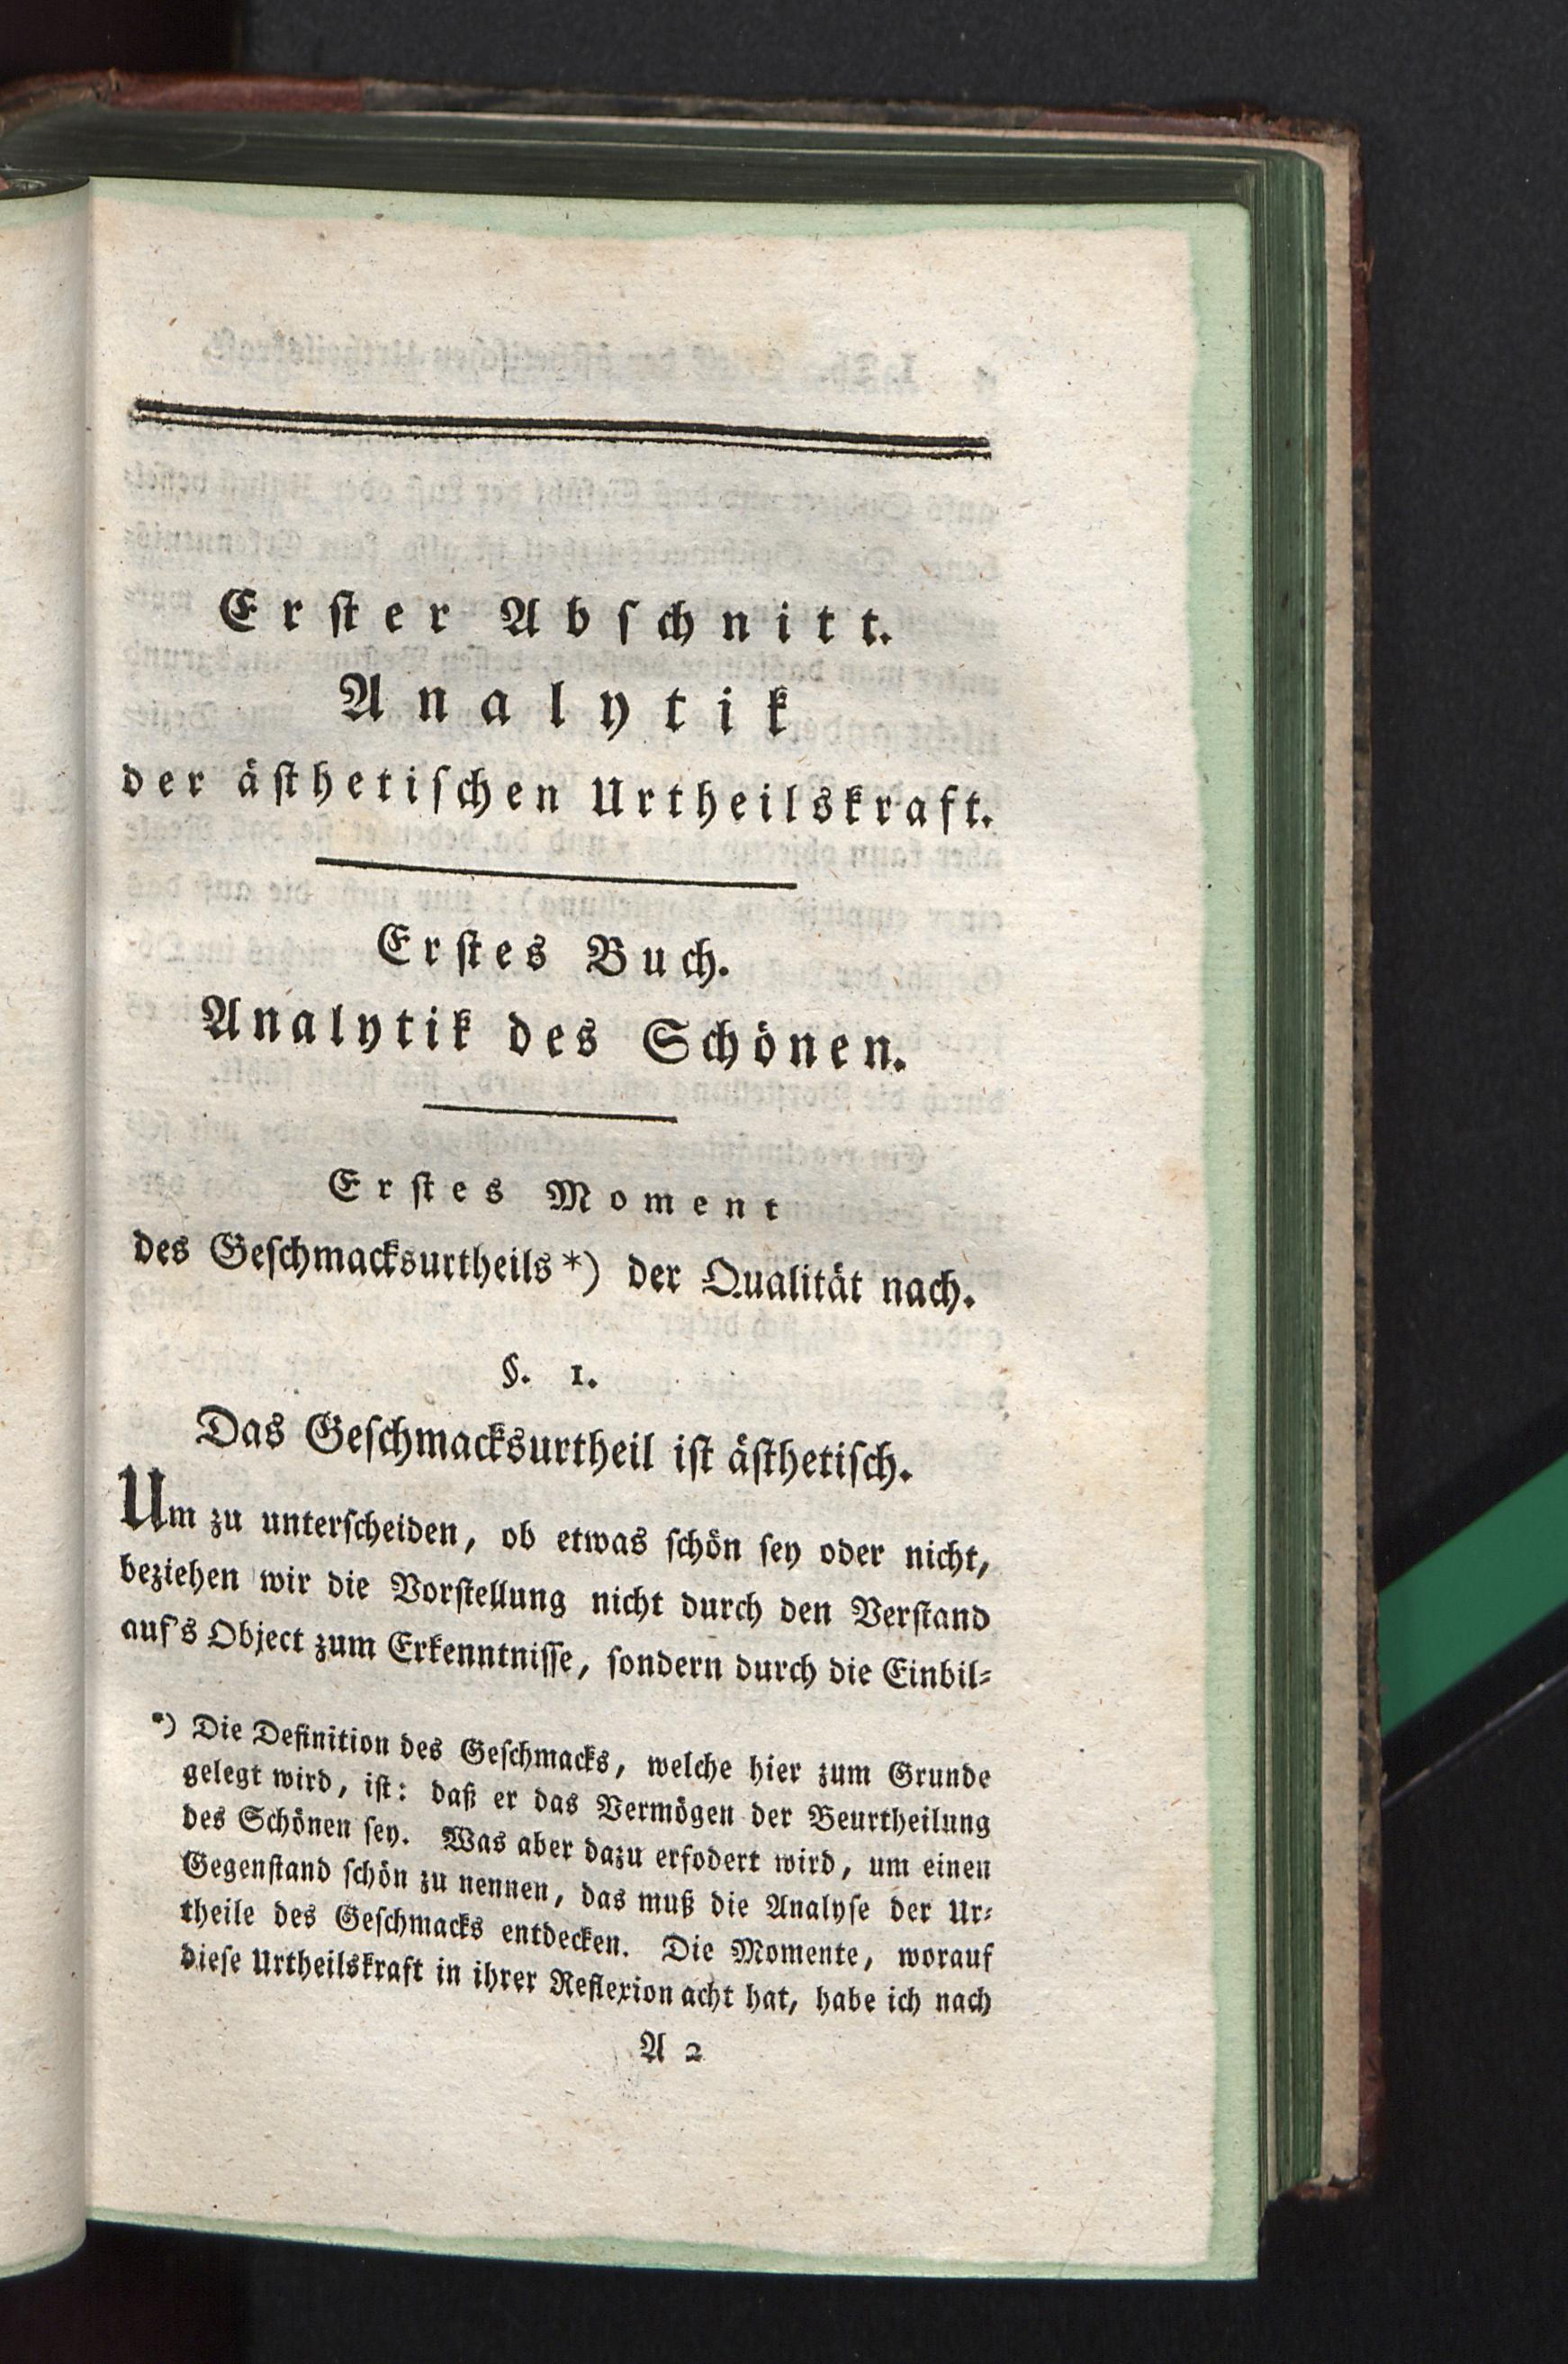 Erſter Abſchnitt.
Analytik
der äſthetiſchen Urtheilskraft.
Erſtes Buch.
Analytik des Schönen.
Erſtes Moment
des Geſchmacksurtheils*) der Qualität nach.
§. 1.
Das Geſchmacksurtheil iſt äſthetiſch.
Um zu unterſcheiden, ob etwas ſchön ſey oder nicht,
beziehen wir die Vorſtellung nicht durch den Verſtand
auf's Object zum Erkenntniſſe, ſondern durch die Einbil⸗
*) Die Definition des Geſchmacks, welche hier zum Grunde
gelegt wird, iſt: daß er das Vermögen der Beurtheilung
des Schönen ſey. Was aber dazu erfodert wird, um einen
Gegenſtand ſchön zu nennen, das muß die Analyſe der Ur⸗
theile des Geſchmacks entdecken. Die Momente, worauf
dieſe Urtheilskraft in ihrer Reflexion acht hat, habe ich nach
A 2